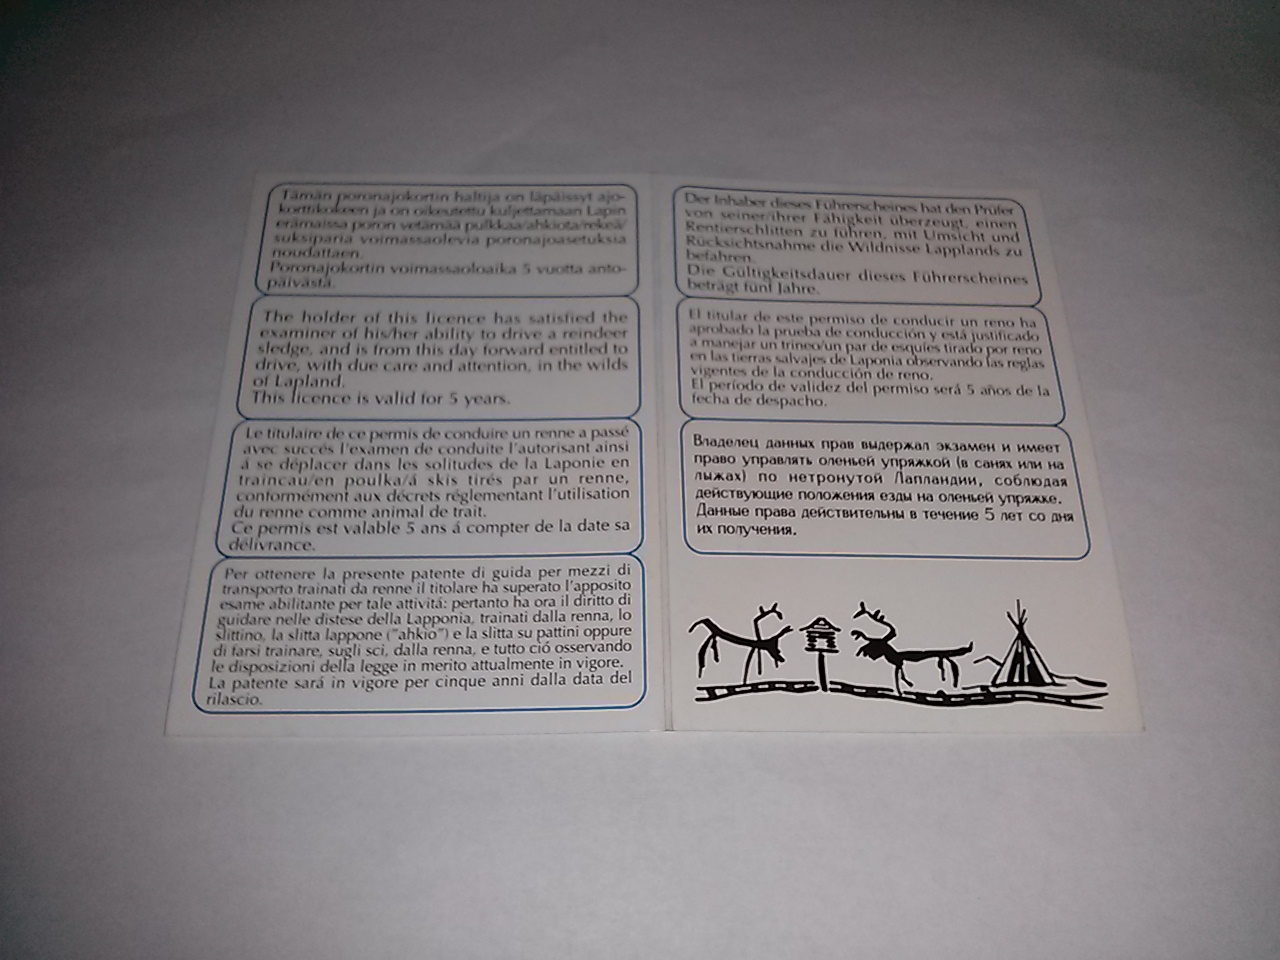 Tämän poronajokortin haltija on läpäissyt ajo-
korttikokeen ja on oikeutettu kuljettamaan Lapin
erämaissa poron vetämää pulkkaa/ahkiota/rekeä/
suksiparia voimassaolevia poronajoasetuksia
noudattaen.
Poronajokortin voimassaoloaika 5 vuotta anto-
päivästä.
The holder of this licence has satisfied the
examiner of his/her ability to drive a reindeer
sledge, and is from this day forward entitled to
drive, with due care and attention, in the wilds
of Lapland.
This licence is valid for 5 years.
Le titulaire de ce permis de conduire un renne a passé
avec succés l'examen de conduite l'autorisant ainsi
á se déplacer dans les solitudes de la Laponie en
traincau/en poulka/á skis tirés par un renne,
conformément aux décrets réglementant l'utilisation
du renne comme animal de trait.
Ce permis est valable 5 ans á compter de la date sa
délivrance.
Per ottenere la presente patente di guida per mezzi di
transporto trainati da renne il titolare ha superato l'apposito
esame abilitante per tale attivitá: pertanto ha ora il diritto di
guidare nelle distese della Lapponia, trainati dalla renna, lo
slittino, la slitta lappone ("ahkio") e la slitta su pattini oppure
di farsi trainare, sugli sci, dalla renna, e tutto ció osservando
le disposizioni della legge in merito attualmente in vigore.
La patente sará in vigore per cinque anni dalla data del
rilascio.
Der Inhaber dieses Führerscheines hat den Prüfer
von seiner/ihrer Fähigkeit überzeugt, einen
Rentierschlitten zu führen, mit Umsicht und
Rücksichtsnahme die Wildnisse Lapplands zu
befahren.
Die Gültigkeitsdauer dieses Führerscheines
beträgt fünf Jahre.
El titular de este permiso de conducir un reno ha
aprobado la prueba de conducción y está justificado
a manejar un trineo/un par de esquíes tirado por reno
en las tierras salvajes de Laponia observando las reglas
vigentes de la conducción de reno.
El período de validez del permiso será 5 años de la
fecha de despacho.
Владелец данных прав выдержал экзамен и имеет
право управлять оленьей упряжкой (в санях или на
лыжах) по нетронутой Лапландии, соблюдая
действующие положения езды на оленьей упряжке.
Данные права действительны в течение 5 лет со дня
их получения.